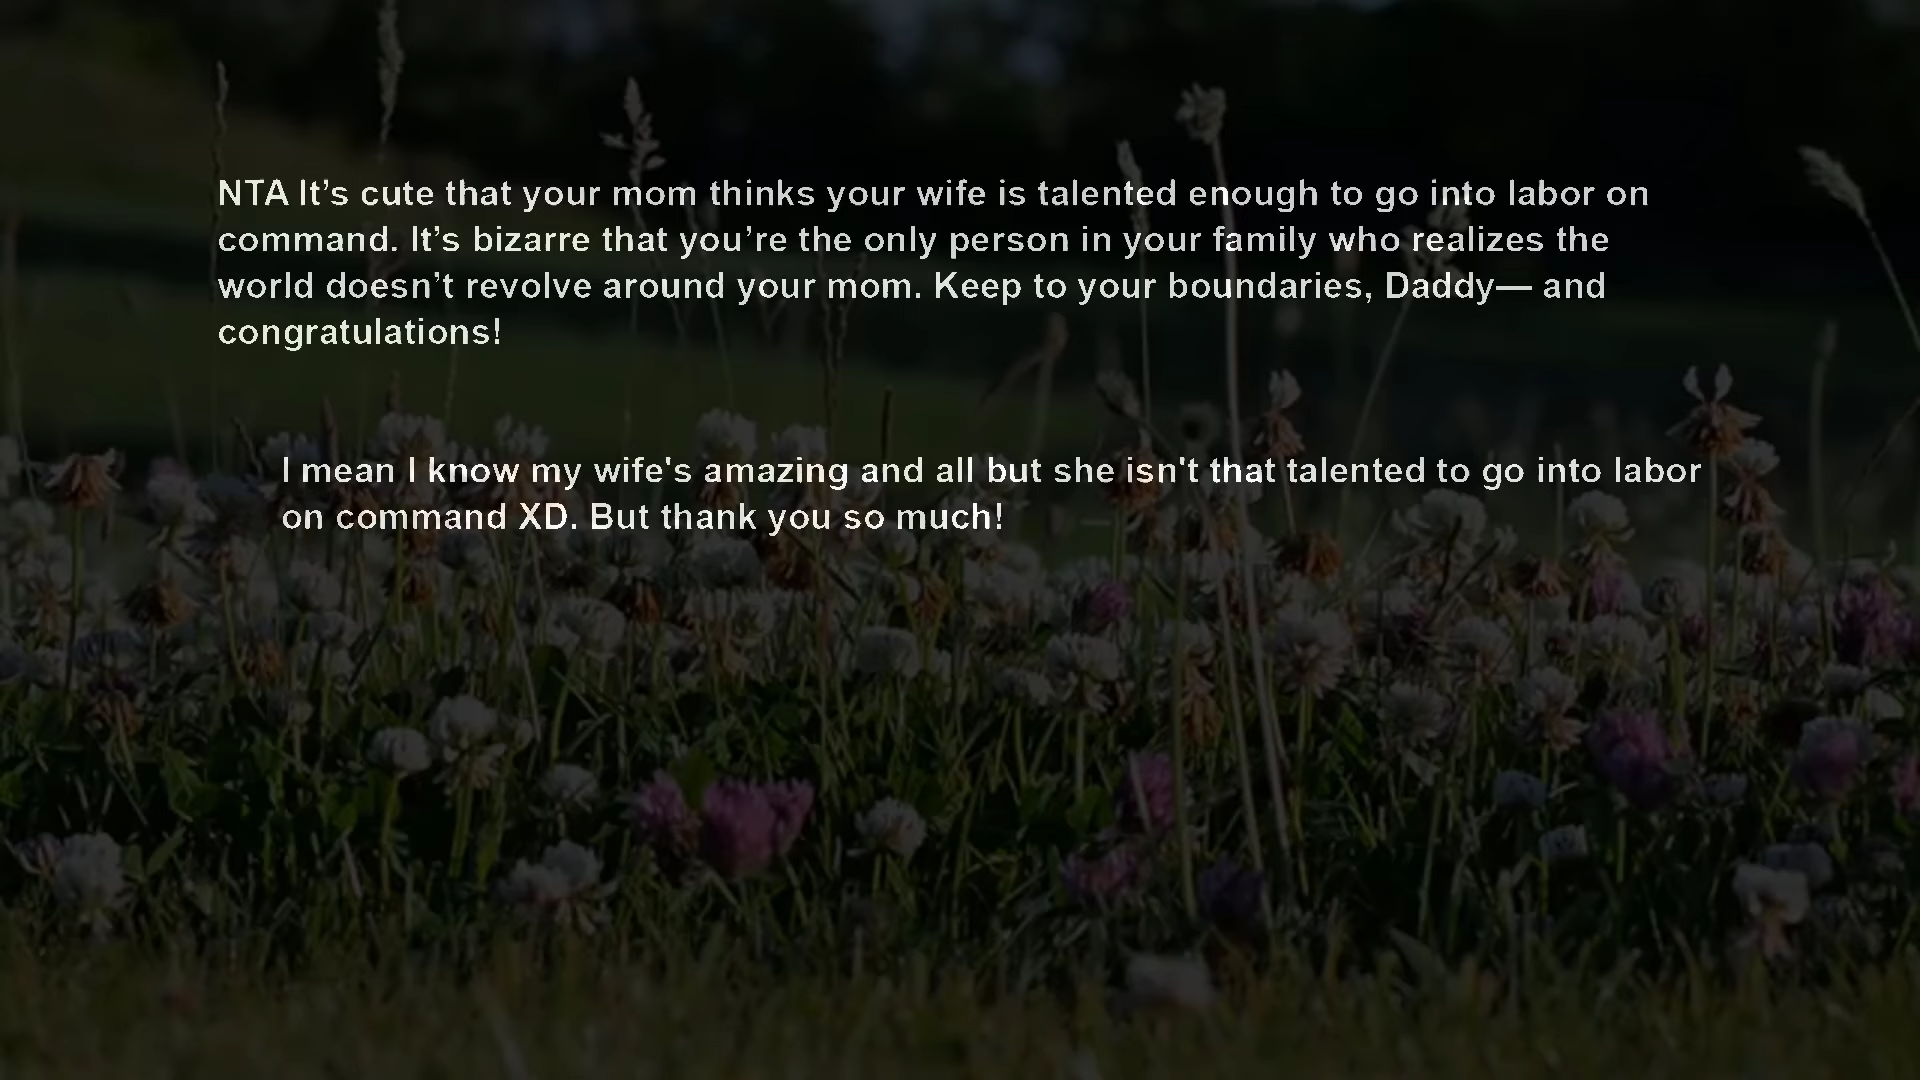 NTA It’s cute that your mom thinks your wife is talented enough to go into labor on
command. It’s bizarre that you’re the only person in your family who realizes the
world doesn’t revolve around your mom. Keep to your boundaries, Daddy— and
congratulations!
I mean I know my wife's amazing and all but she isn't that talented to go into labor
on command XD. But thank you so much!